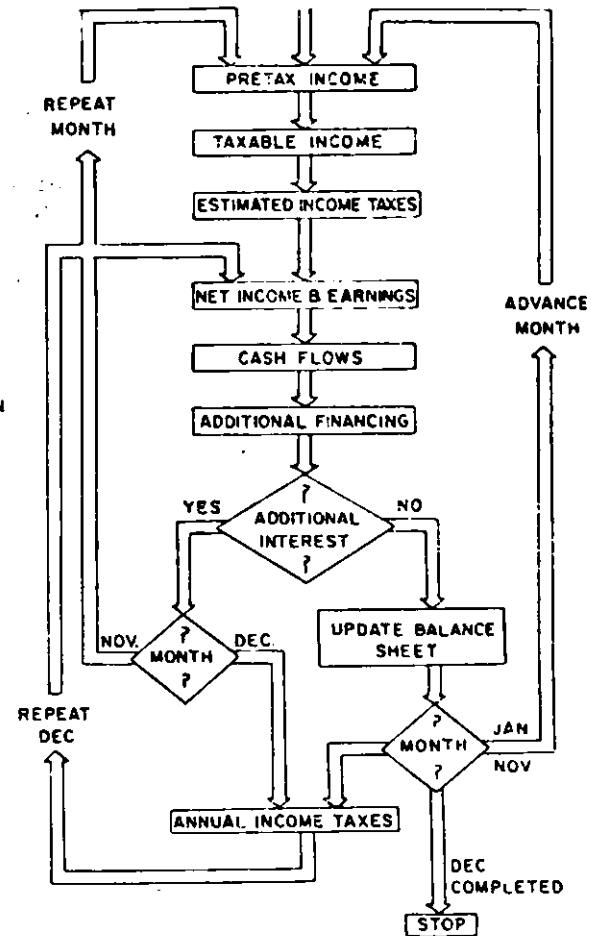 PRETAX INCOME
REPEAT
MONTH
TAXABLE INCOME
ESTIMATED INCOME TAXES
NET INCOME & EARNINGS
ADVANCE
MONTH
CASH FLOWS
ADDITIONAL FINANCING
YES
?
ADDITIONAL
INTEREST
?
NO
UPDATE BALANCE
SHEET
NOV.
?
MONTH
?
DEC.
REPEAT
DEC
?
MONTH
?
JAN
NOV
ANNUAL INCOME TAXES
DEC
COMPLETED
STOP